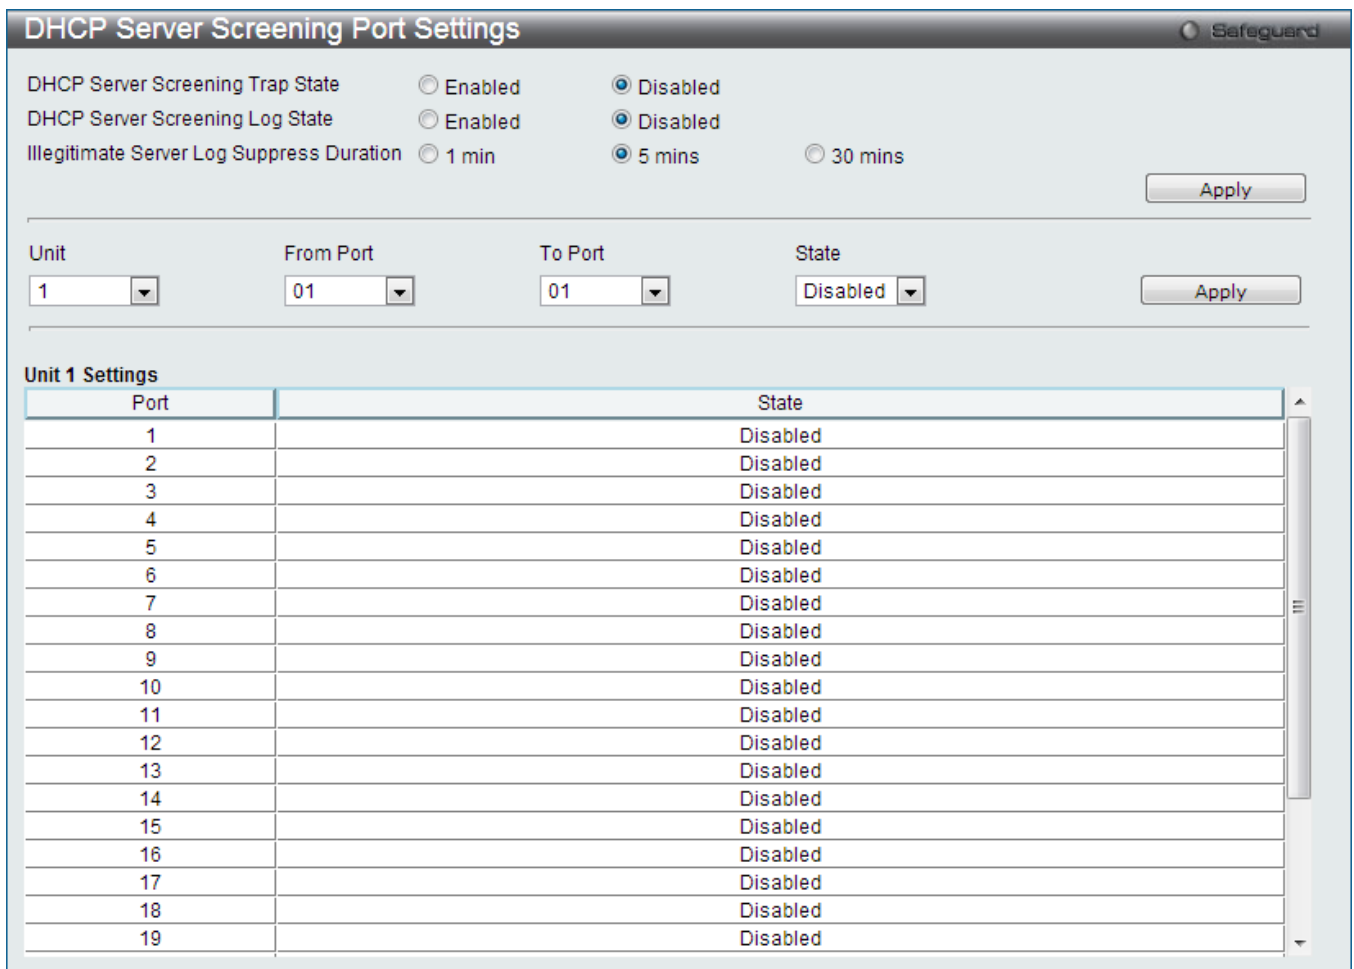 DHCP Server Screening Port Settings
Safeguard
DHCP Server Screening Trap State Enabled Disabled
DHCP Server Screening Log State Enabled Disabled
Illegitimate Server Log Suppress Duration 1 min 5 mins 30 mins
Apply
Unit From Port To Port State
1 01 01 Disabled Apply
Unit 1 Settings
Port State
1 Disabled
2 Disabled
3 Disabled
4 Disabled
5 Disabled
6 Disabled
7 Disabled
8 Disabled
9 Disabled
10 Disabled
11 Disabled
12 Disabled
13 Disabled
14 Disabled
15 Disabled
16 Disabled
17 Disabled
18 Disabled
19 Disabled